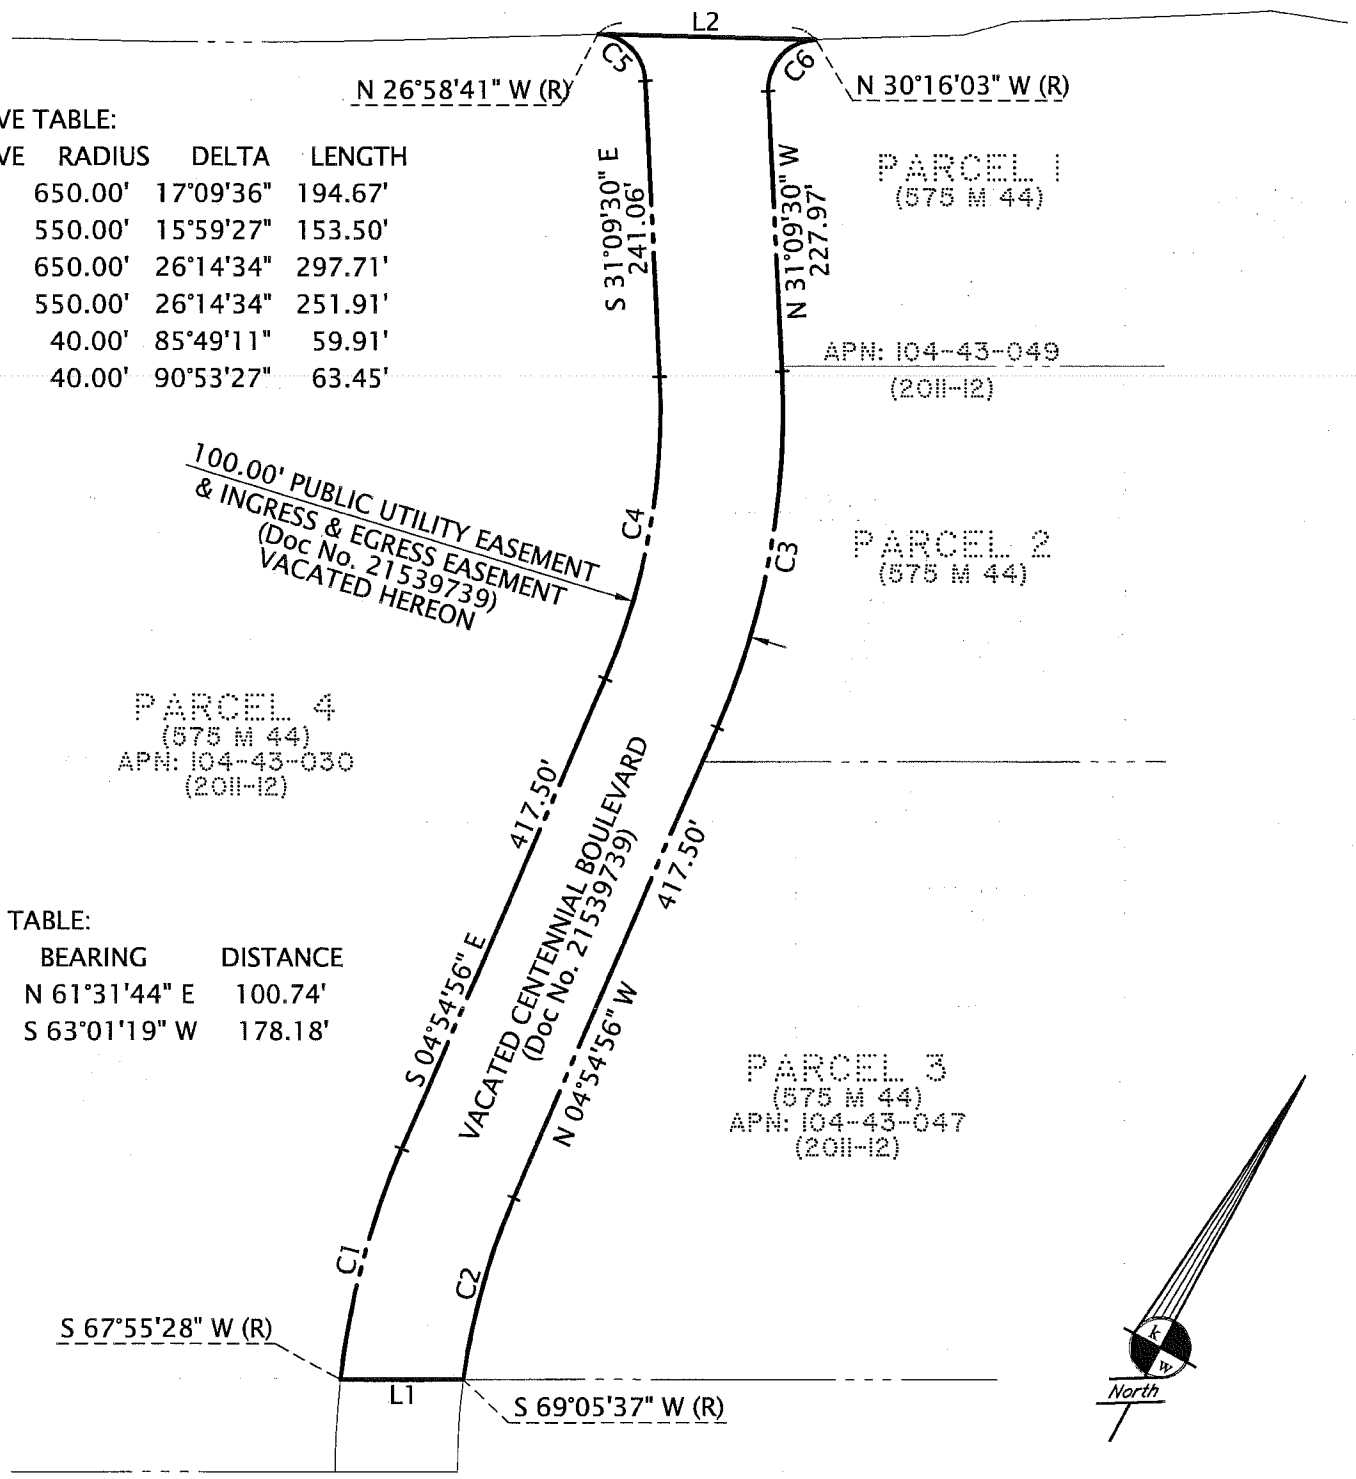 L2
C5
C6
N 26°58'41" W (R)
N 30°16'03" W (R)
VE TABLE:
VE RADIUS DELTA LENGTH
650.00' 17°09'36" 194.67'
550.00' 15°59'27" 153.50'
650.00' 26°14'34" 297.71'
550.00' 26°14'34" 251.91'
40.00' 85°49'11" 59.91'
40.00' 90°53'27" 63.45'
S 31°09'30" E
241.06'
N 31°09'30" W
227.97'
PARCEL 1
(575 M 44)
APN: 104-43-049
(2011-12)
100.00' PUBLIC UTILITY EASEMENT
& INGRESS & EGRESS EASEMENT
(Doc No. 21539739)
VACATED HEREON
C4
C3
PARCEL 2
(575 M 44)
PARCEL 4
(575 M 44)
APN: 104-43-030
(2011-12)
417.50'
S 04°54'56" E
VACATED CENTENNIAL BOULEVARD
(Doc No. 21539739)
417.50'
N 04°54'56" W
TABLE:
BEARING DISTANCE
N 61°31'44" E 100.74'
S 63°01'19" W 178.18'
PARCEL 3
(575 M 44)
APN: 104-43-047
(2011-12)
C1
C2
S 67°55'28" W (R)
L1
S 69°05'37" W (R)
k
w
North